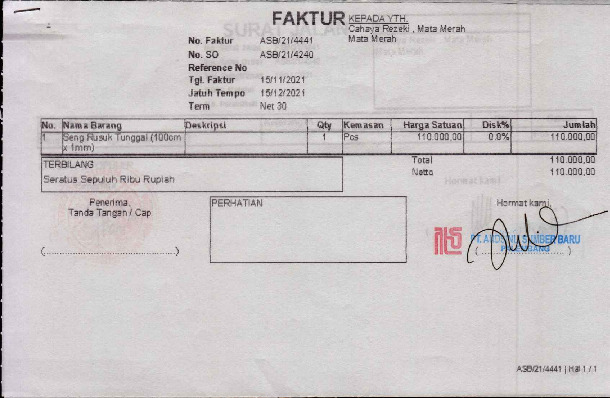 FAKTUR
KEPADA YTH.
Cahaya Rezeki , Mata Merah
Mata Merah
No. Faktur ASB/21/4441
No. SO ASB/21/4240
Reference No
Tgl. Faktur 15/11/2021
Jatuh Tempo 15/12/2021
Term Net 30
No. Nama Barang Deskripsi Qty Kemasan Harga Satuan Disk% Jumlah
1 Seng Rusuk Tunggal (100cm x 1mm) 1 Pcs 110.000,00 0.0% 110.000,00
TERBILANG
Seratus Sepuluh Ribu Rupiah
Total 110.000,00
Netto 110.000,00
Penerima,
Tanda Tangan / Cap
(....................................)
PERHATIAN
Hormat kami,
SUMBER BARU
ASB/21/4441 | Hal 1 / 1